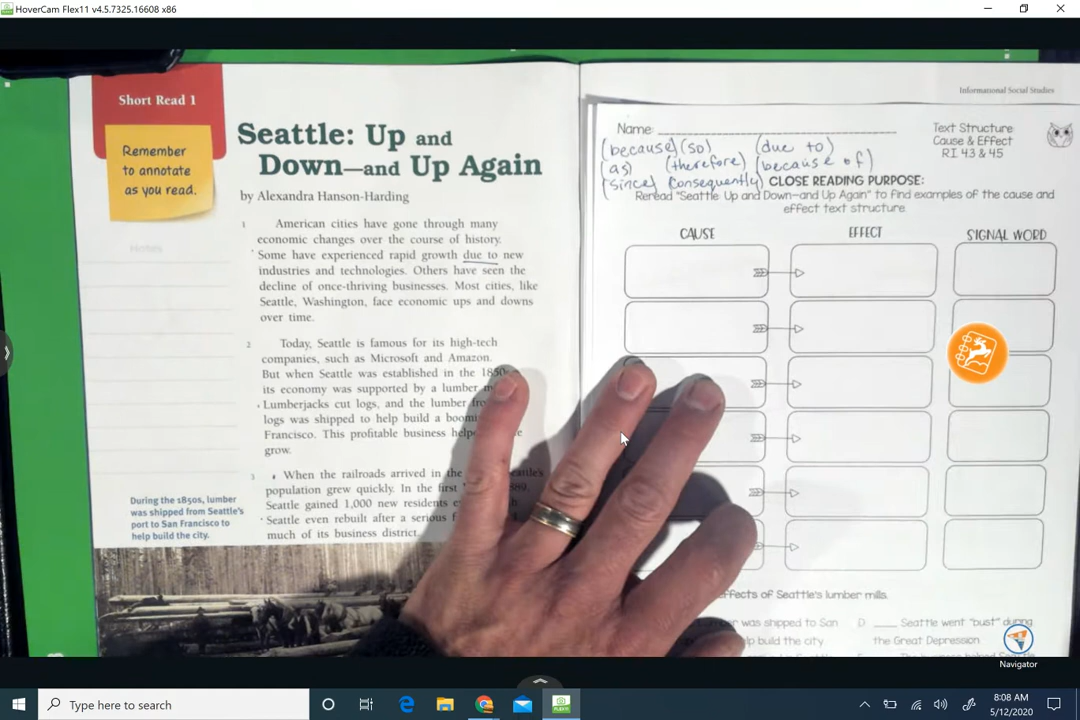 HoverCam Flex11 v4.5.7325.16608 x86
Short Read 1
Remember
to annotate
as you read.
Seattle: Up and
Down—and Up Again
by Alexandra Hanson-Harding
Notes
1 American cities have gone through many
economic changes over the course of history.
Some have experienced rapid growth due to new
industries and technologies. Others have seen the
decline of once-thriving businesses. Most cities, like
Seattle, Washington, face economic ups and downs
over time.
2 Today, Seattle is famous for its high-tech
companies, such as Microsoft and Amazon.
But when Seattle was established in the 1850
its economy was supported by a lumber
Lumberjacks cut logs, and the lumber
logs was shipped to help build a
Francisco. This profitable business
grow.
3 When the railroads arrived in the
population grew quickly. In the first
Seattle gained 1,000 new residents
Seattle even rebuilt after a serious
much of its business district.
During the 1850s, lumber
was shipped from Seattle's
port to San Francisco to
help build the city.
Informational Social Studies
Name:
Text Structure
Cause & Effect
RI 4.3 & 4.5
(because) (so) (due to)
(as) (therefore) (because of)
(since) (consequently)
CLOSE READING PURPOSE:
Reread "Seattle Up and Down-and Up Again" to find examples of the cause and
effect text structure.
CAUSE EFFECT SIGNAL WORD
effects of Seattle's lumber mills.
was shipped to San
help build the city
D. ____ Seattle went "bust" during
the Great Depression
Navigator
Type here to search
8:08 AM
5/12/2020